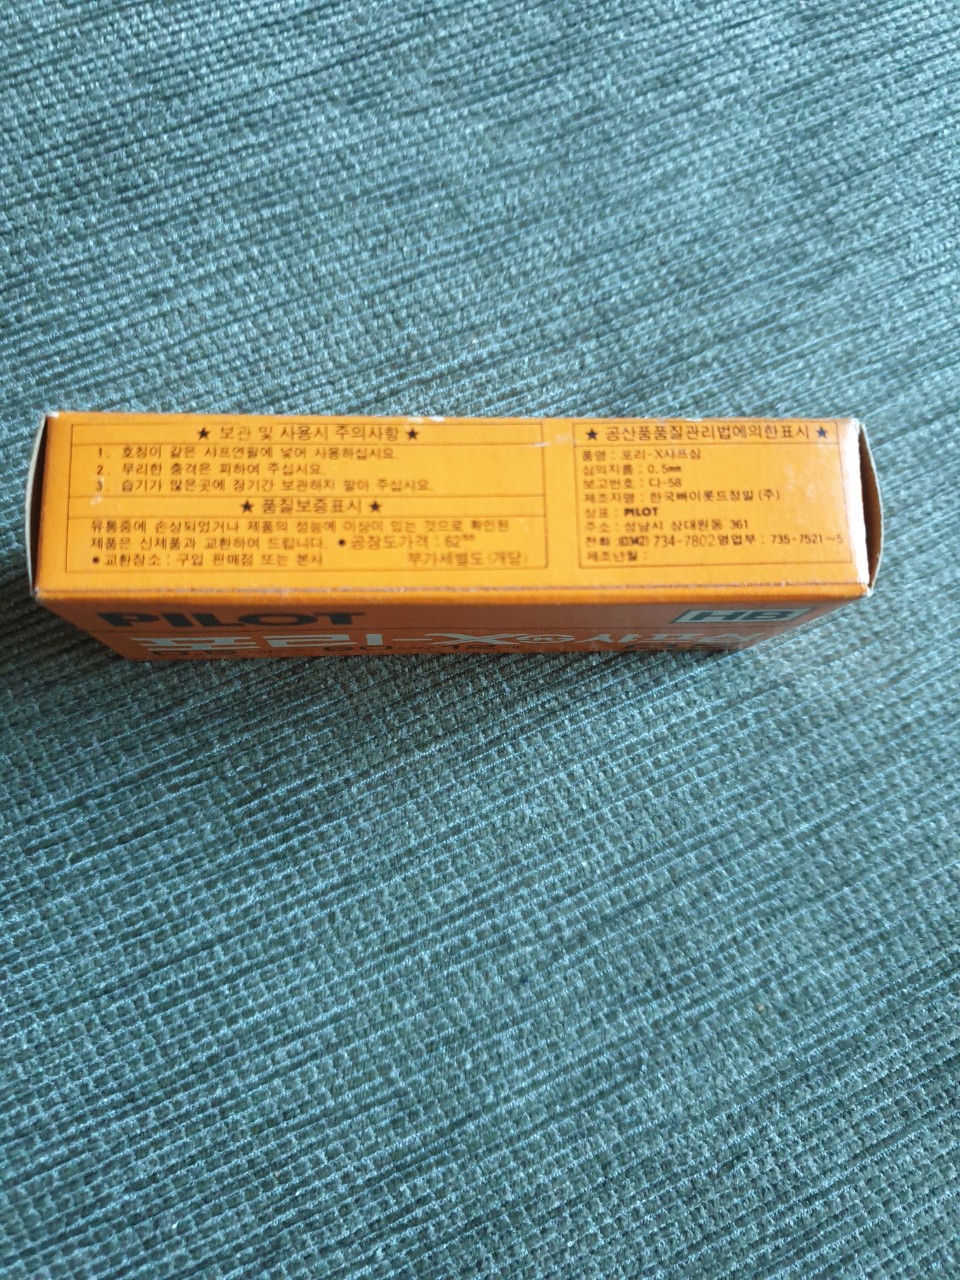 ★ 보관 및 사용시 주의사항 ★
1. 호칭이 같은 샤프연필에 넣어 사용하십시요.
2. 무리한 충격은 피하여 주십시요.
3. 습기가 많은곳에 장기간 보관하지 말아 주십시요.
★ 품질보증표시 ★
유통중에 손상되었거나 제품의 성능에 이상이 있는 것으로 확인된
제품은 신제품과 교환하여 드립니다. ● 공장도가격 : 62
● 교환장소 : 구입 판매점 또는 본사 부가세별도 (개당)
★ 공산품품질관리법에의한표시 ★
품명 : 포리-X샤프심
심의지름 : 0.5mm
보고번호 : 다-58
제조자명 : 한국빠이롯드정밀 (주)
상표 : PILOT
주소 : 성남시 상대원동 361
전화 (0342) 734-7802 영업부 : 735-7521~5
제조년월 :
PILOT HB
포리-X 샤프심